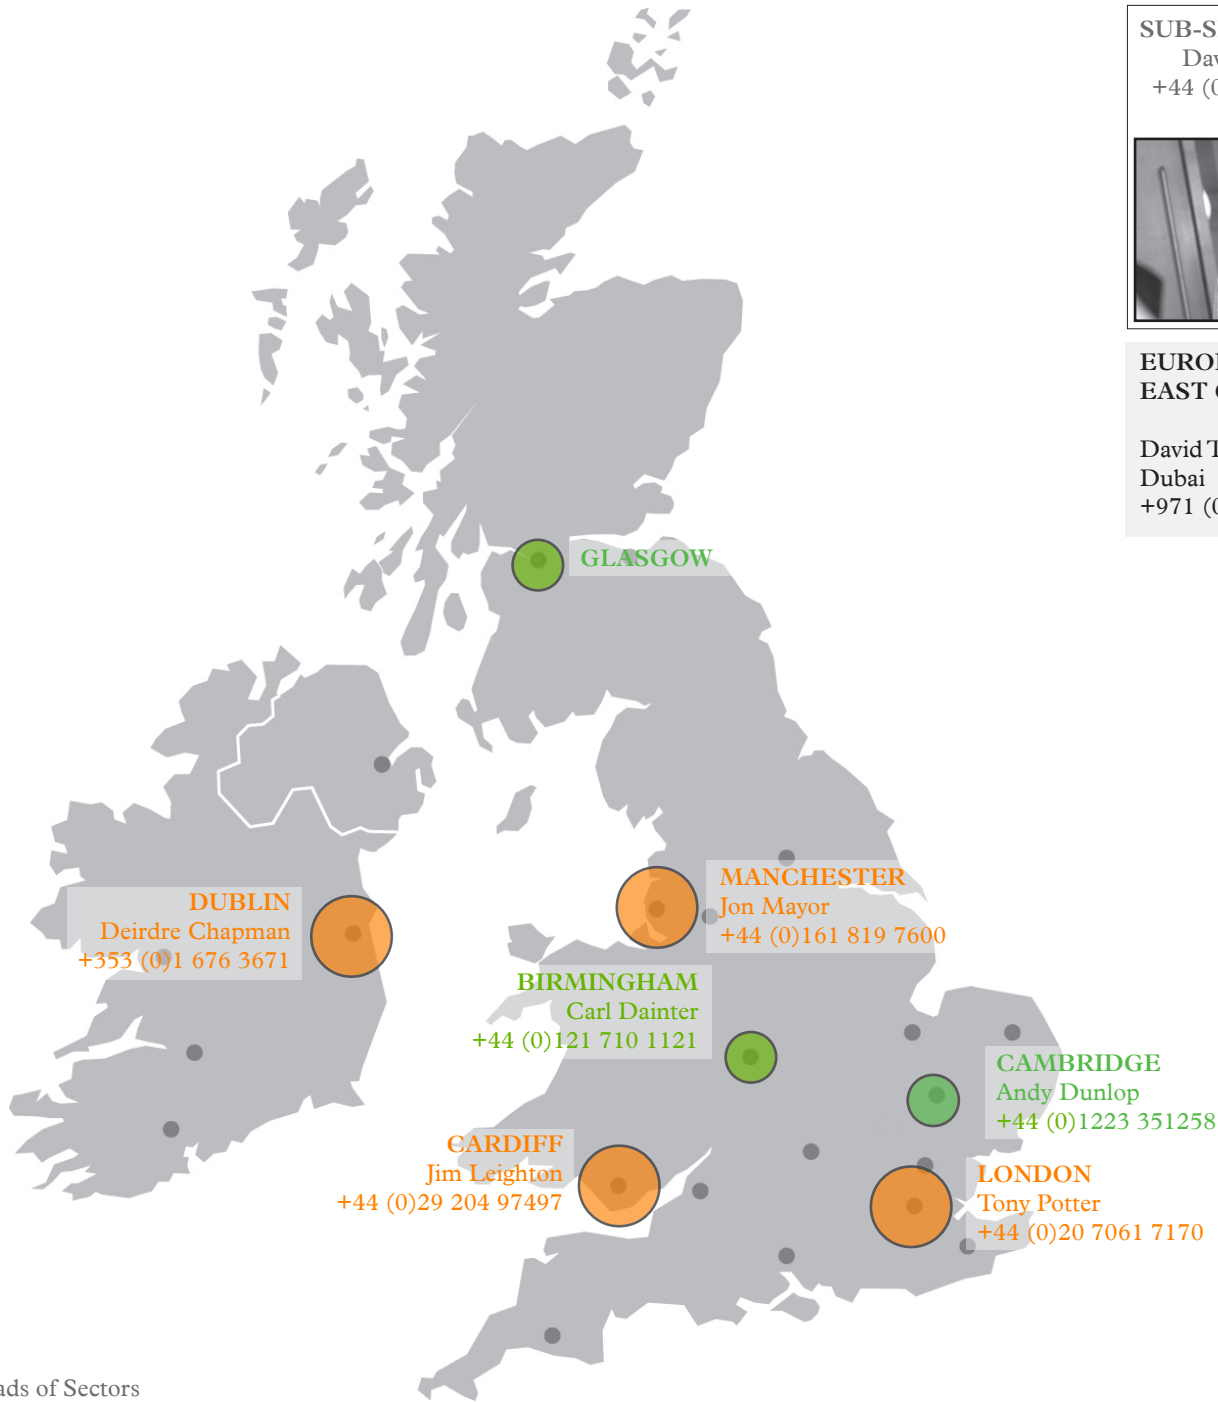 SUB-S
Dav
+44 (0
EUROP
EAST
David T
Dubai
+971 (0
GLASGOW
DUBLIN
Deirdre Chapman
+353 (0)1 676 3671
MANCHESTER
Jon Mayor
+44 (0)161 819 7600
BIRMINGHAM
Carl Dainter
+44 (0)121 710 1121
CAMBRIDGE
Andy Dunlop
+44 (0)1223 351258
CARDIFF
Jim Leighton
+44 (0)29 204 97497
LONDON
Tony Potter
+44 (0)20 7061 7170
ads of Sectors